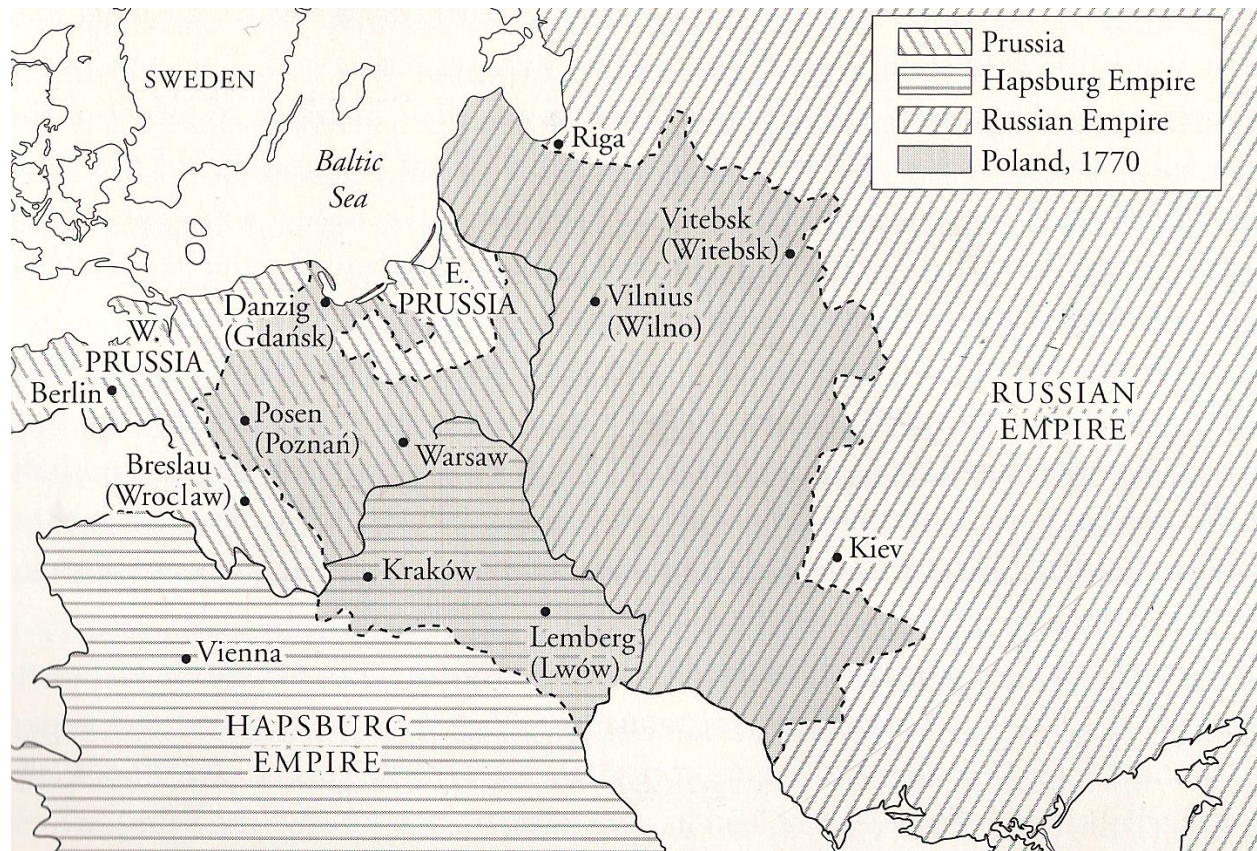 Prussia
Hapsburg Empire
Russian Empire
Poland, 1770
SWEDEN
Baltic
Sea
Riga
Vitebsk
(Witebsk)
E.
PRUSSIA
Danzig
(Gdańsk)
Vilnius
(Wilno)
W.
PRUSSIA
Berlin
Posen
(Poznań)
Warsaw
RUSSIAN
EMPIRE
Breslau
(Wroclaw)
Kiev
Kraków
Lemberg
(Lwów)
Vienna
HAPSBURG
EMPIRE